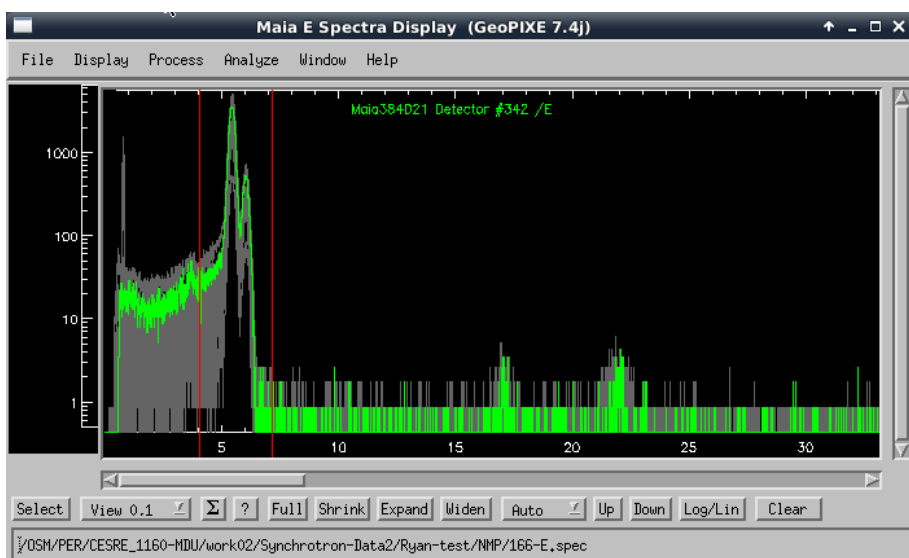 Maia E Spectra Display (GeoPIXE 7.4j)
File Display Process Analyze Window Help
Maia384D21 Detector #342 /E
1000
100
10
1
5 10 15 20 25 30
Select View 0.1 Σ ? Full Shrink Expand Widen Auto Up Down Log/Lin Clear
/OSM/PER/CESRE_1160-MDU/work02/Synchrotron-Data2/Ryan-test/NMP/166-E.spec